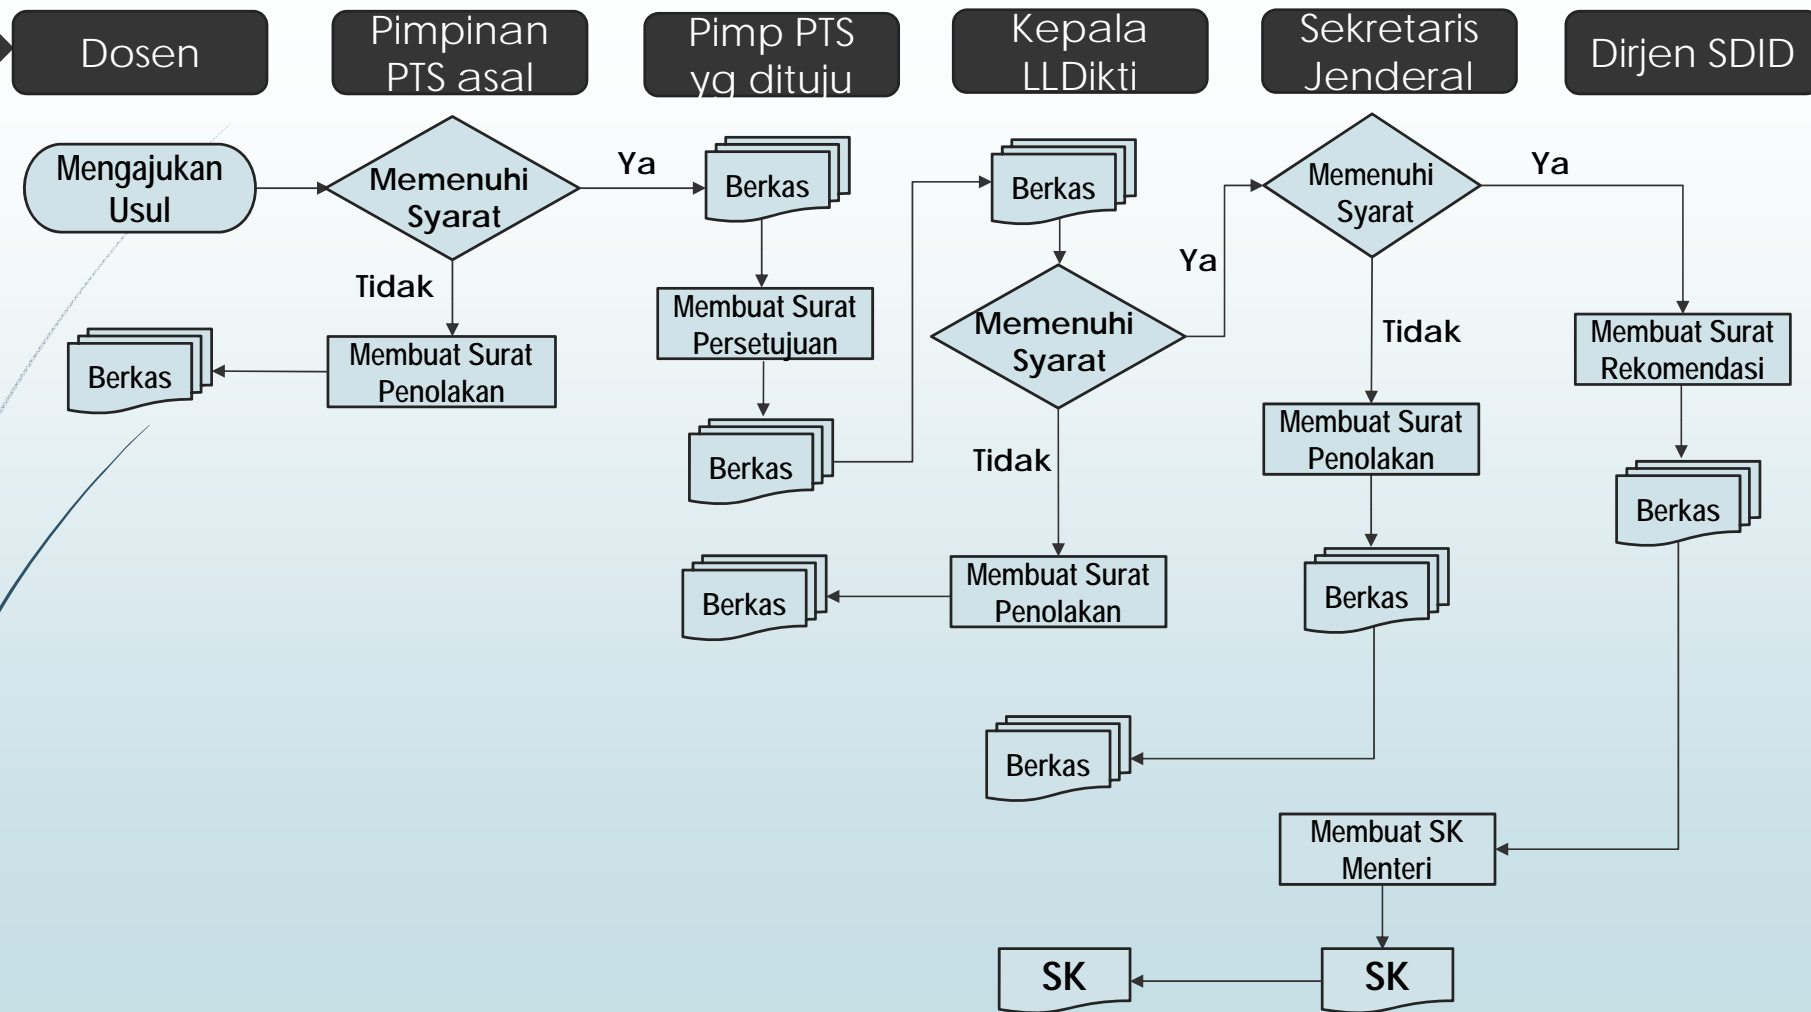 Dosen
Pimpinan
PTS asal
Pimp PTS
yg dituju
Kepala
LLDikti
Sekretaris
Jenderal
Dirjen SDID
Mengajukan
Usul
Memenuhi
Syarat
Ya
Tidak
Membuat Surat
Penolakan
Berkas
Berkas
Membuat Surat
Persetujuan
Berkas
Berkas
Berkas
Memenuhi
Syarat
Ya
Tidak
Membuat Surat
Penolakan
Berkas
Memenuhi
Syarat
Ya
Tidak
Membuat Surat
Penolakan
Berkas
Membuat Surat
Rekomendasi
Berkas
Membuat SK
Menteri
SK
SK